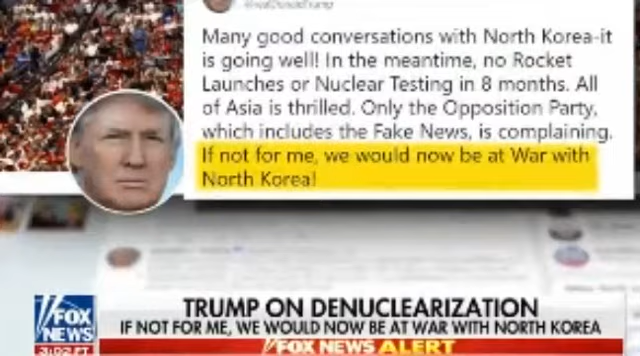 Many good conversations with North Korea-it
is going well! In the meantime, no Rocket
Launches or Nuclear Testing in 8 months. All
of Asia is thrilled. Only the Opposition Party,
which includes the Fake News, is complaining.
If not for me, we would now be at War with
North Korea!
FOX
NEWS
TRUMP ON DENUCLEARIZATION
IF NOT FOR ME, WE WOULD NOW BE AT WAR WITH NORTH KOREA
FOX NEWS ALERT